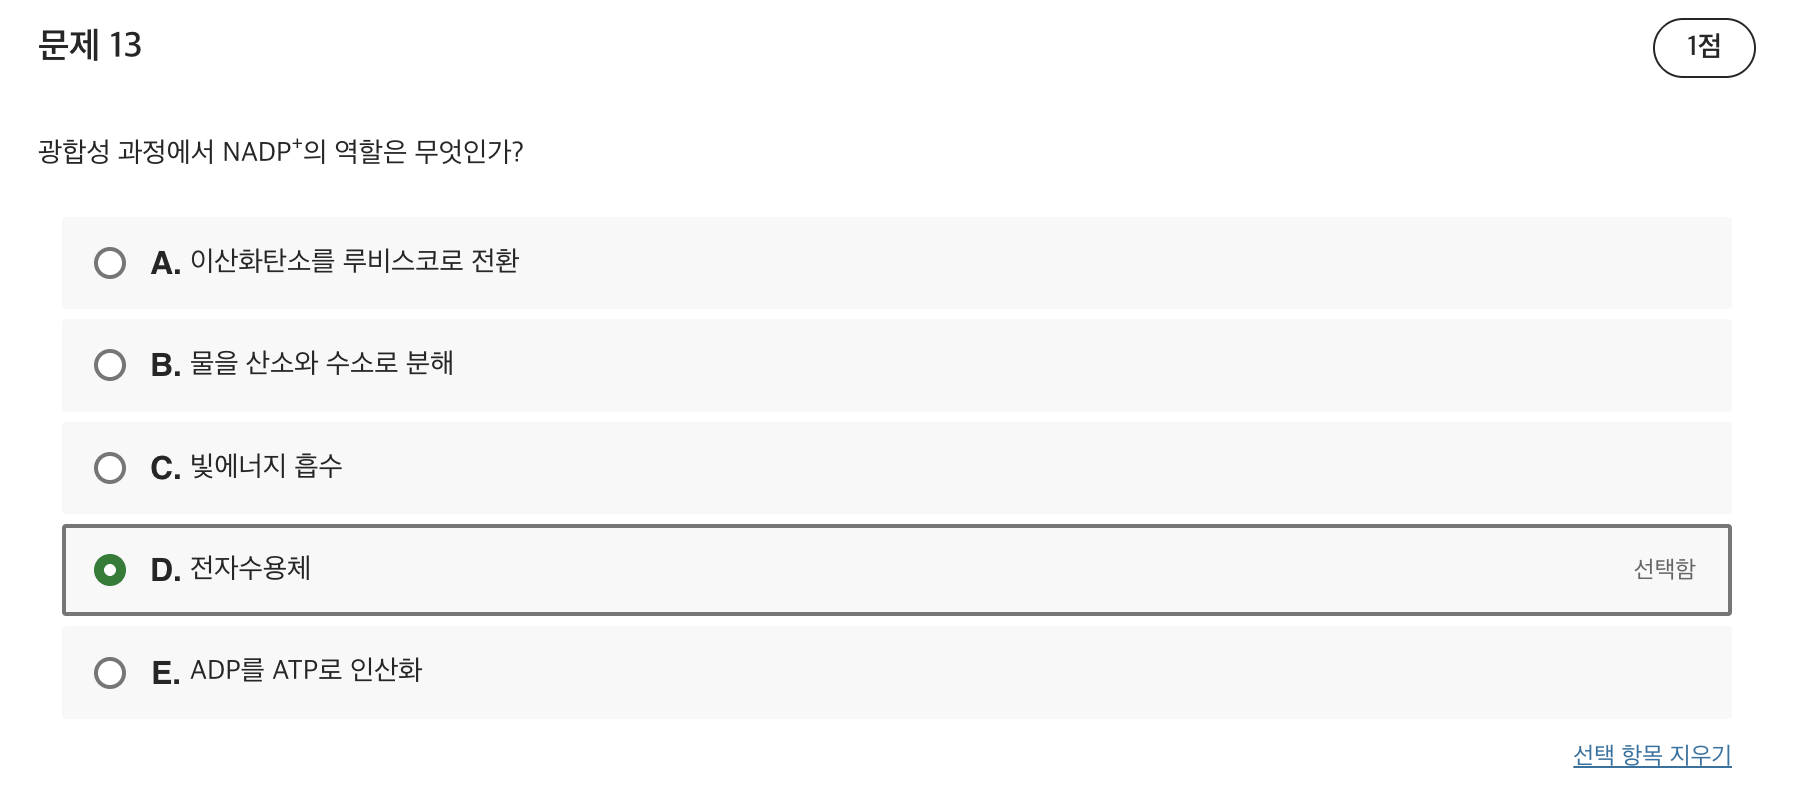 문제 13
1점
광합성 과정에서 NADP⁺의 역할은 무엇인가?
A. 이산화탄소를 루비스코로 전환
B. 물을 산소와 수소로 분해
C. 빛에너지 흡수
D. 전자수용체 선택함
E. ADP를 ATP로 인산화
선택 항목 지우기